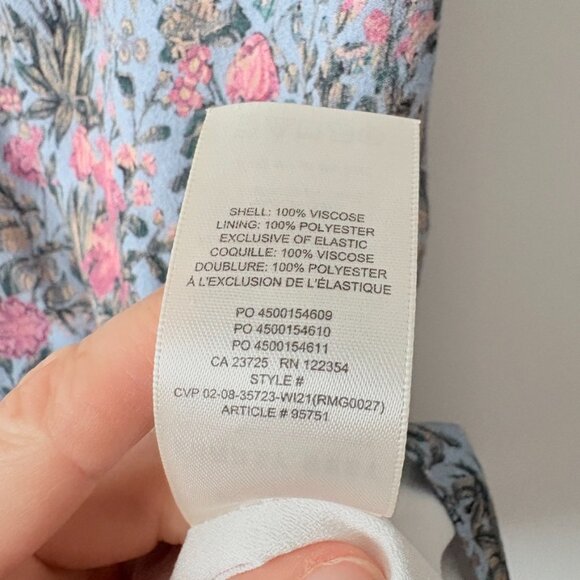 SHELL: 100% VISCOSE
LINING: 100% POLYESTER
EXCLUSIVE OF ELASTIC
COQUILLE: 100% VISCOSE
DOUBLURE: 100% POLYESTER
À L'EXCLUSION DE L'ÉLASTIQUE
PO 4500154609
PO 4500154610
PO 4500154611
CA 23725 RN 122354
STYLE #
CVP 02-08-35723-WI21(RMG0027)
ARTICLE # 95751